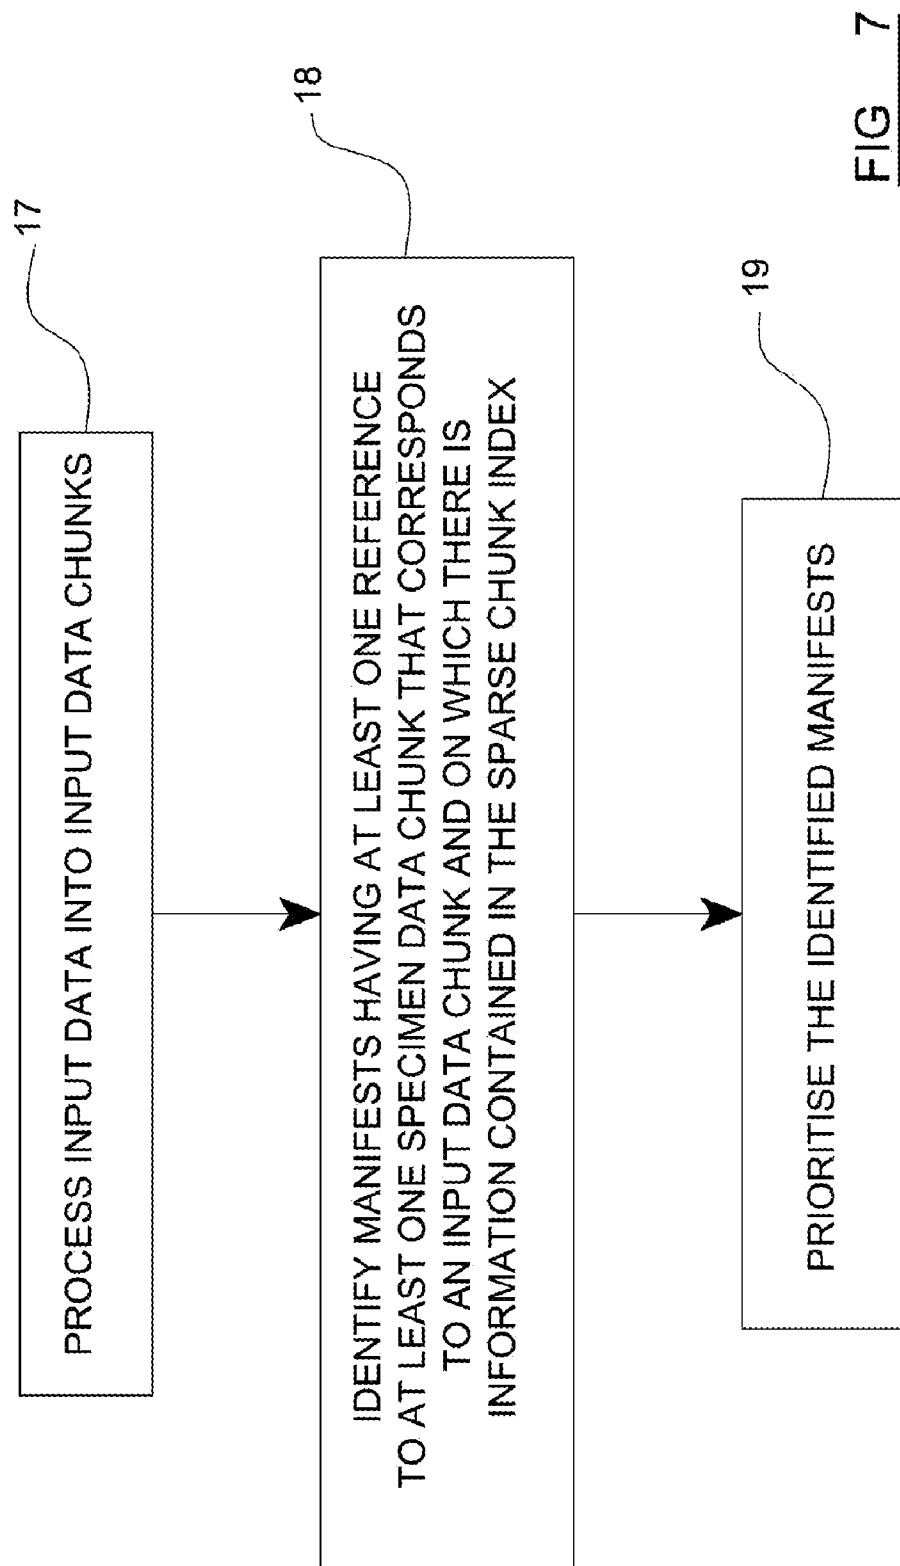 17
PROCESS INPUT DATA INTO INPUT DATA CHUNKS
18
IDENTIFY MANIFESTS HAVING AT LEAST ONE REFERENCE
TO AT LEAST ONE SPECIMEN DATA CHUNK THAT CORRESPONDS
TO AN INPUT DATA CHUNK AND ON WHICH THERE IS
INFORMATION CONTAINED IN THE SPARSE CHUNK INDEX
19
PRIORITISE THE IDENTIFIED MANIFESTS
FIG 7